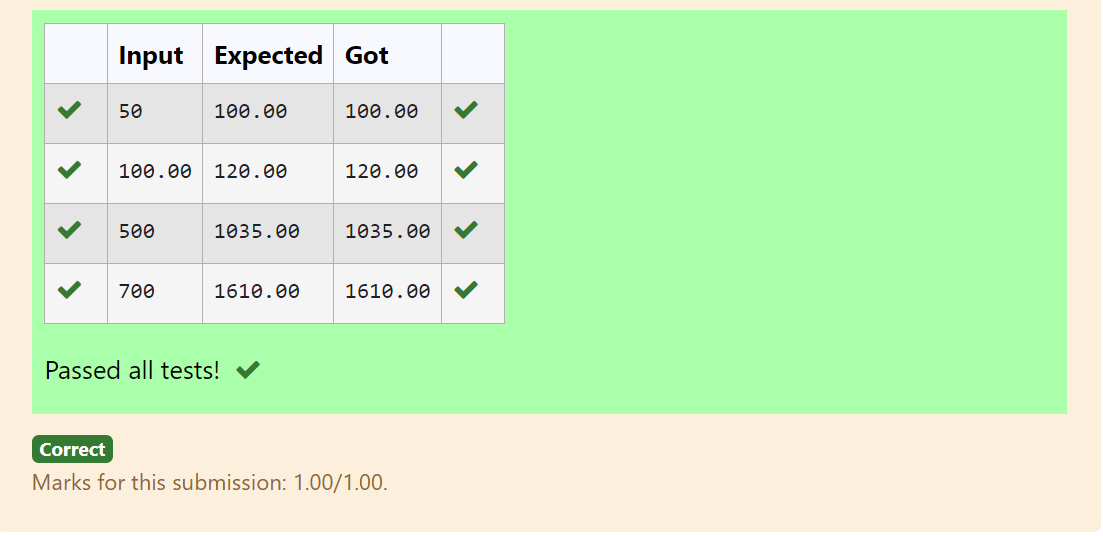 Input Expected Got
50 100.00 100.00
100.00 120.00 120.00
500 1035.00 1035.00
700 1610.00 1610.00
Passed all tests!
Correct
Marks for this submission: 1.00/1.00.